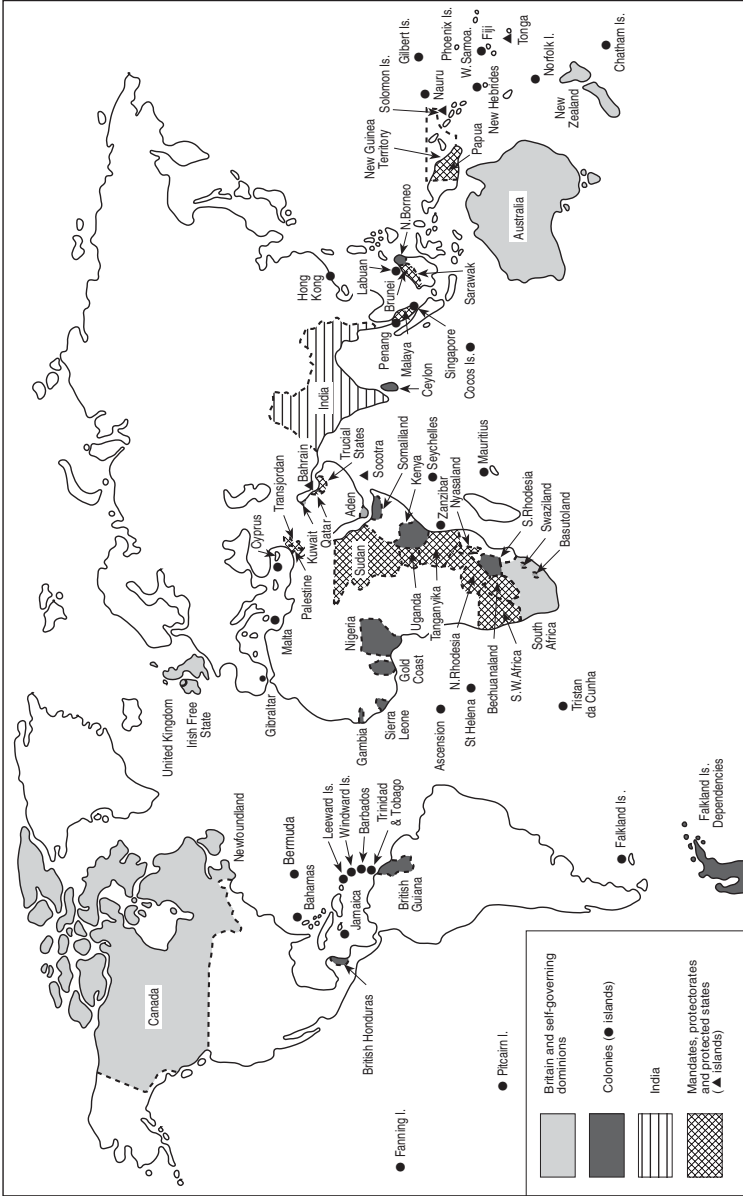 Canada
Newfoundland
Bermuda
Bahamas
Leeward Is.
Windward Is.
Barbados
Trinidad
& Tobago
Jamaica
British
Guiana
British Honduras
Fanning I.
Pitcairn I.
Falkland Is.
Falkland Is.
Dependencies
United Kingdom
Irish Free
State
Gibraltar
Malta
Cyprus
Transjordan
Palestine
Kuwait
Qatar
Bahrain
Trucial
States
Aden
Socotra
Somaliland
Kenya
Seychelles
Zanzibar
Nyasaland
Mauritius
S.Rhodesia
Swaziland
Basutoland
Sudan
Nigeria
Gold
Coast
Gambia
Sierra
Leone
Uganda
Tanganyika
N.Rhodesia
Bechuanaland
S.W.Africa
South
Africa
Ascension
St Helena
Tristan
da Cunha
India
Ceylon
Hong
Kong
Penang
Malaya
Singapore
Cocos Is.
Labuan
Brunei
N.Borneo
Sarawak
New Guinea
Territory
Papua
Solomon Is.
Nauru
Gilbert Is.
Phoenix Is.
W.Samoa.
Fiji
Tonga
New Hebrides
Norfolk I.
New
Zealand
Chatham Is.
Australia
Britain and self-governing
dominions
Colonies (● islands)
India
Mandates, protectorates
and protected states
(▲ islands)